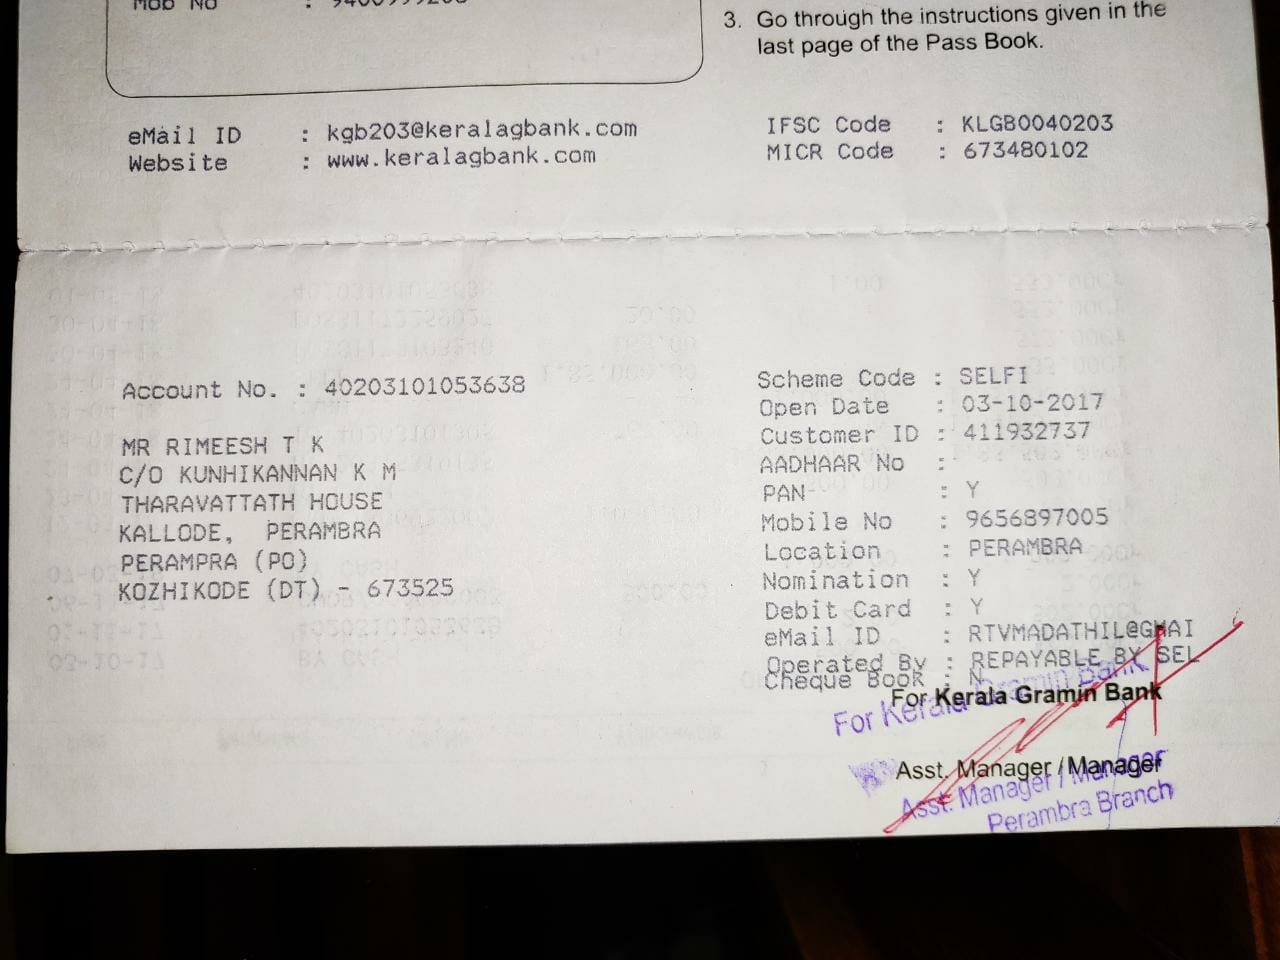 Mob No :
3. Go through the instructions given in the
last page of the Pass Book.
eMail ID : kgb203@keralagbank.com
Website : www.keralagbank.com
IFSC Code : KLGB0040203
MICR Code : 673480102
Account No. : 40203101053638
MR RIMEESH T K
C/O KUNHIKANNAN K M
THARAVATTATH HOUSE
KALLODE, PERAMBRA
PERAMPRA (PO)
KOZHIKODE (DT) - 673525
Scheme Code : SELFI
Open Date : 03-10-2017
Customer ID : 411932737
AADHAAR No :
PAN : Y
Mobile No : 9656897005
Location : PERAMBRA
Nomination : Y
Debit Card : Y
eMail ID : RTVMADATHIL@GMAI
Operated By : REPAYABLE BY SEL
Cheque Book : N
For Kerala Gramin Bank
For Kerala Gramin Bank
Asst. Manager / Manager
Asst. Manager / Manager
Perambra Branch